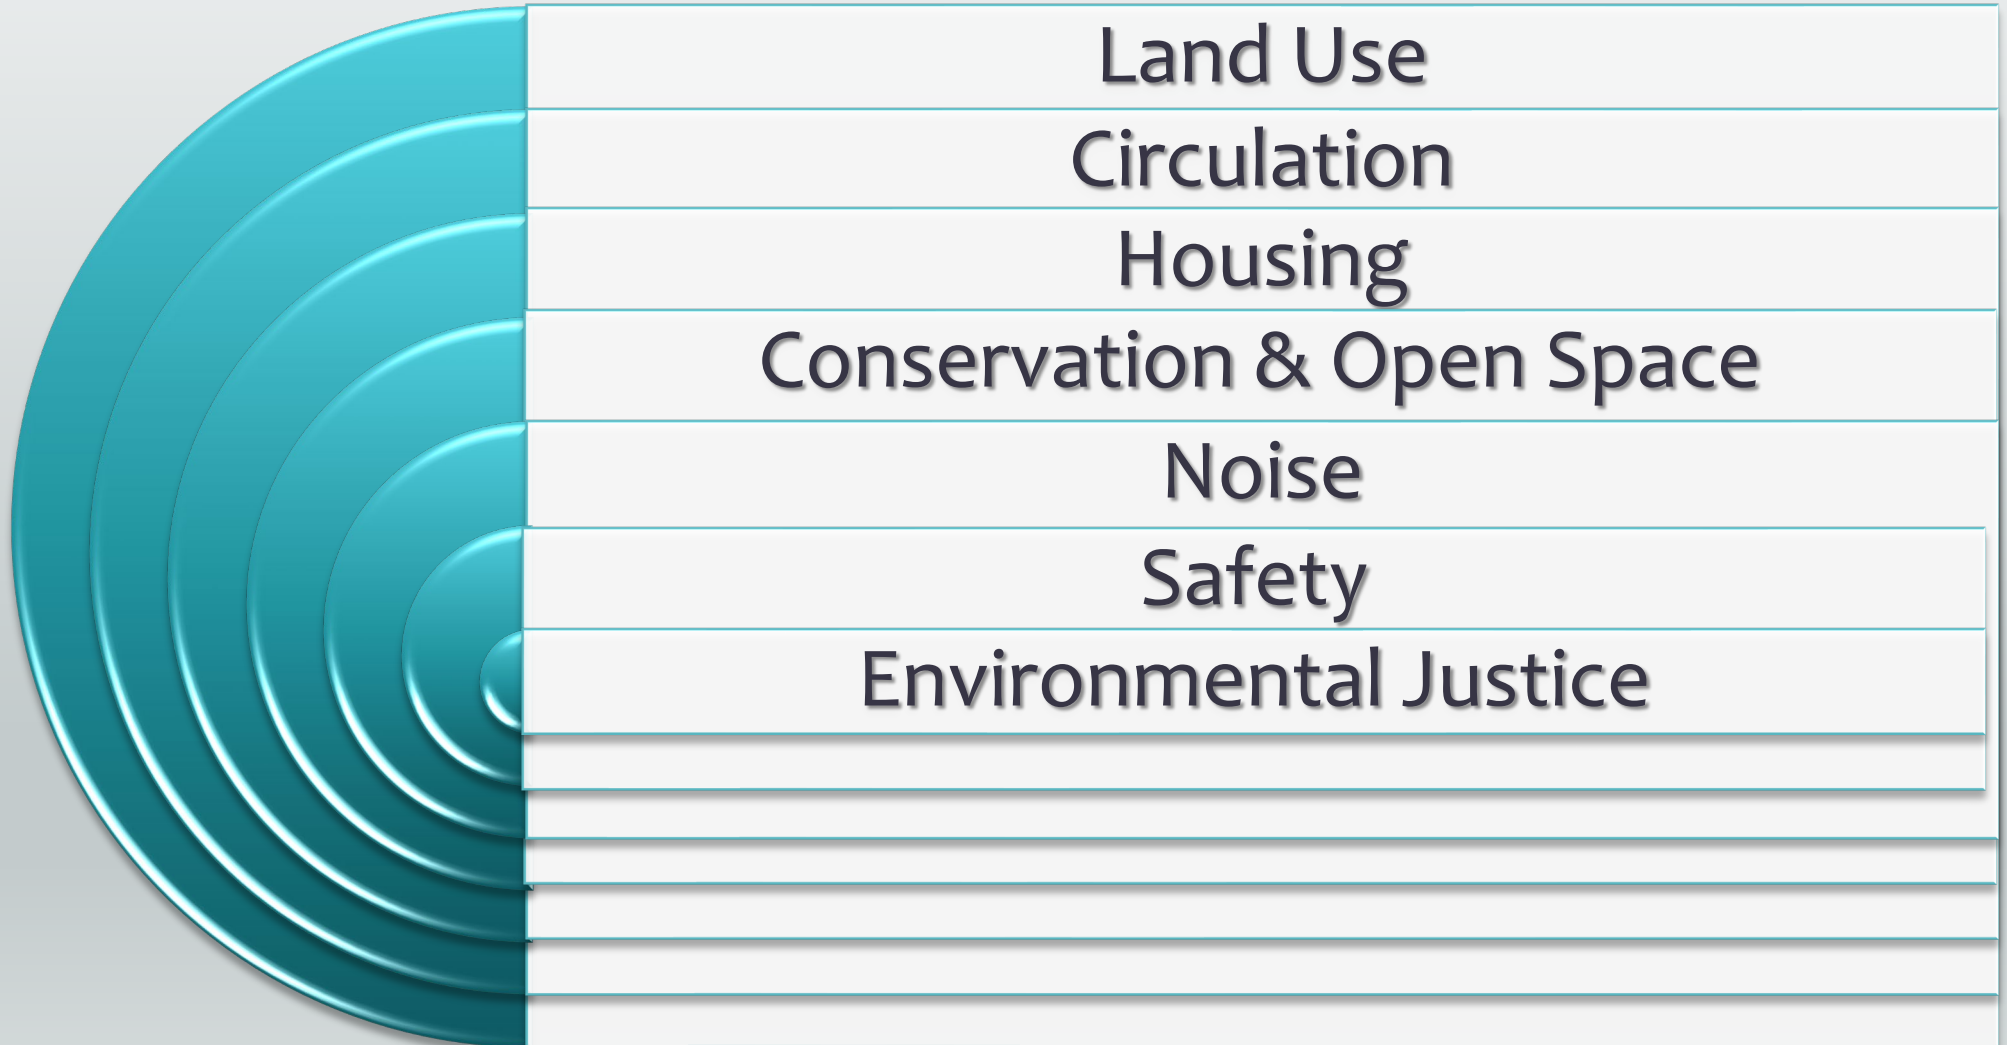 Land Use
Circulation
Housing
Conservation & Open Space
Noise
Safety
Environmental Justice